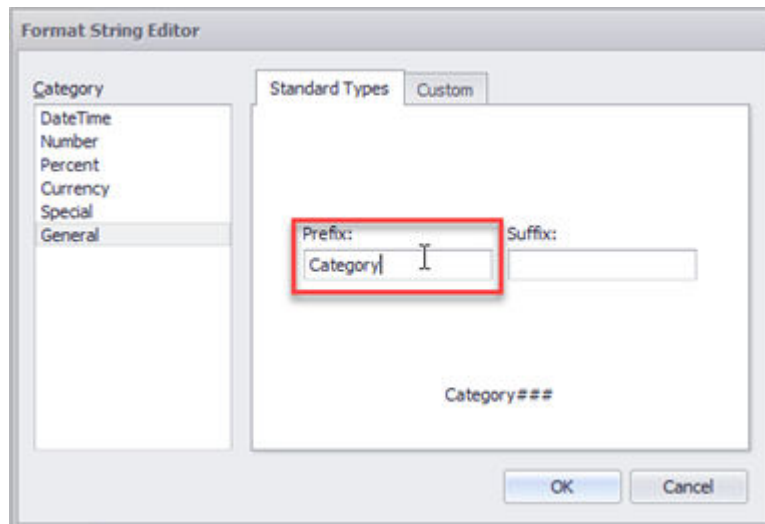 Format String Editor
Category
DateTime
Number
Percent
Currency
Special
General
Standard Types
Custom
Prefix:
Suffix:
Category
Category###
OK
Cancel